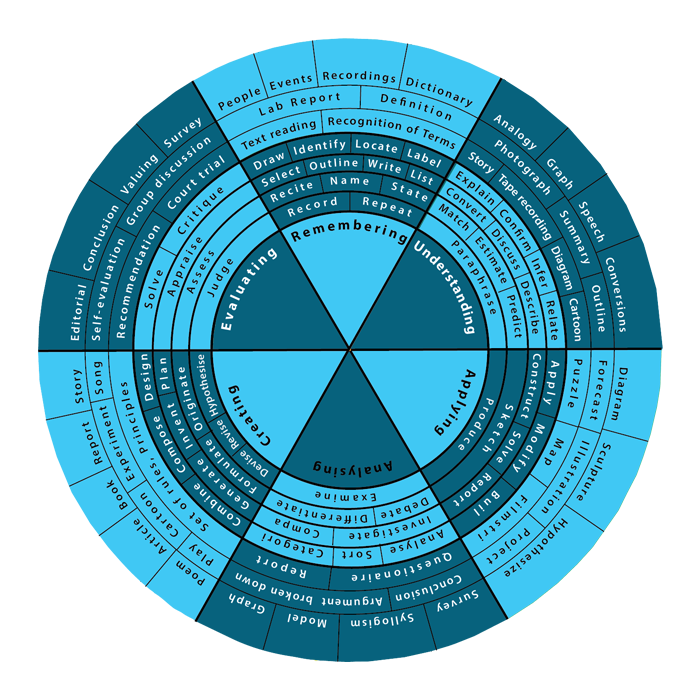 People Events Recordings Dictionary
Lab Report Definition
Text reading Recognition of Terms
Draw Identify Locate Label
Select Outline Write List
Recite Name State
Record Repeat
Remembering
Analogy Graph Speech Conversions
Photograph Summary Outline
Story Tape recording Diagram Cartoon
Explain Confirm Infer Relate
Convert Discuss Describe
Match Estimate Predict
Paraphrase
Understanding
Diagram Sculpture Hypothesize
Forecast Illustration Project
Puzzle Map Filmstri
Apply Modify Buil
Construct Solve Report
Sketch
Produce
Applying
Survey Syllogism Model Graph
Conclusion Argument broken down
Questionaire Report
Analyse Sort Categori
Investigate Compa
Debate Differentiate
Examine
Analysing
Story Report Book Article Poem
Song Experiment Cartoon Play
Set of rules, Principles
Design Compose Combine
Plan Invent Generate
Originate Formulate
Hypothesise Revise Devise
Creating
Editorial Conclusion Valuing Survey
Self-evaluation Group discussion
Recommendation Court trial
Solve Critique
Appraise
Assess
Judge
Evaluating